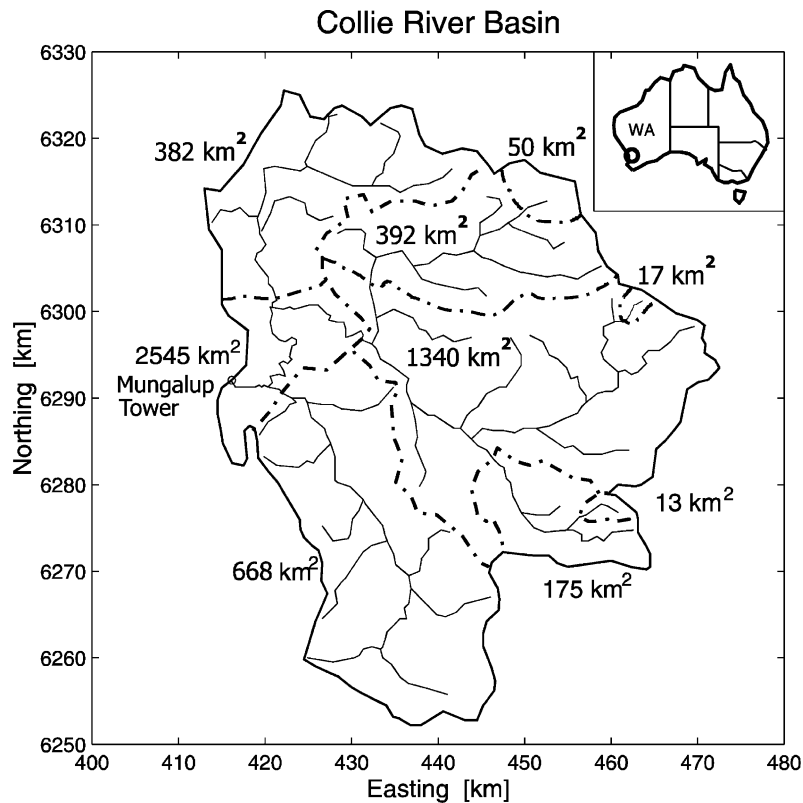 Collie River Basin
6330
6320
6310
6300
6290
6280
6270
6260
6250
Northing [km]
400
410
420
430
440
450
460
470
480
Easting [km]
WA
382 km²
50 km²
392 km²
17 km²
2545 km²
Mungalup
Tower
1340 km²
13 km²
668 km²
175 km²